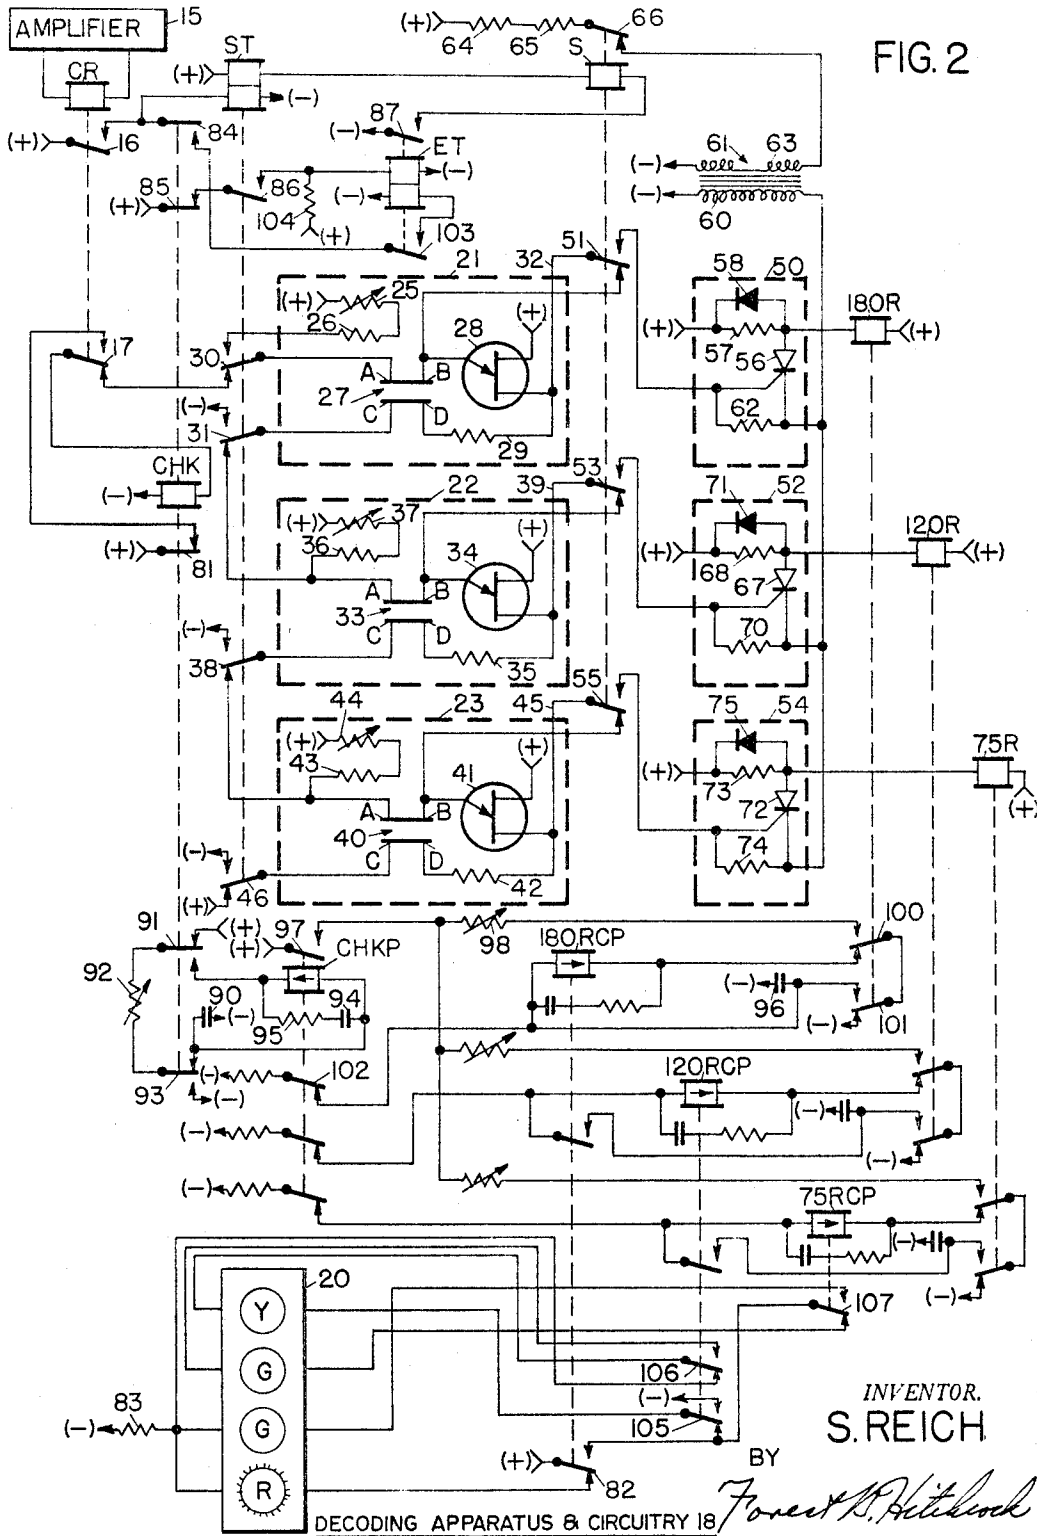 AMPLIFIER 15
ST
(+) 64 65 66
FIG. 2
CR
(+) (-)
S
(+) 16 84
(-) 87
ET
(-)
61 63
(-)
85 (+) 86
104 (+)
(-)
(-)
60
103
21 32 51
58 50
180R
(+) 25
26
28
(+)
(+) 57 56
(+)
17 30
A B
27
C D
62
(-) 31
29
CHK
(-)
22 39 53
71 52
120R
(+) 37
36
34
(+)
(+) 68 67
(+)
(+) 81
A B
33
C D
70
(-) 38
35
44 23 45 55
75 54
75R
(+)
43
41
(+)
(+) 73 72
(+)
A B
40
C D
74
(-) 46
42
(+)
91 (+)
(+) 97
98
100
CHKP
180RCP
92
90 (-)
95 94
(-) 96
(-) 101
93 (-)
(-) 102
120RCP
(-)
(-)
(-)
(-)
75RCP
(-)
(-)
20
107
Y
G
106
(-)
83
(-)
G
105
R
(+) 82
INVENTOR.
S. REICH
BY
Forest B. Hitchcock
DECODING APPARATUS & CIRCUITRY 18